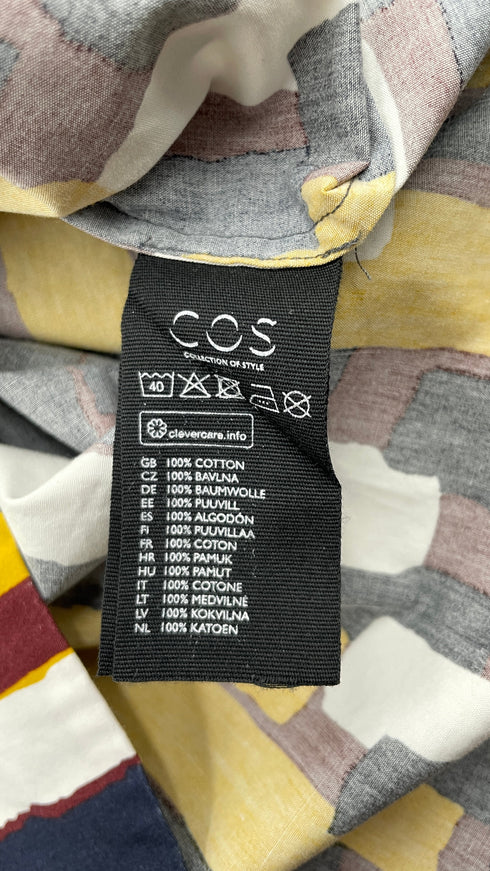 COS
COLLECTION OF STYLE
40
clevercare.info
GB 100% COTTON
CZ 100% BAVLNA
DE 100% BAUMWOLLE
EE 100% PUUVILL
ES 100% ALGODÓN
FI 100% PUUVILLAA
FR 100% COTON
HR 100% PAMUK
HU 100% PAMUT
IT 100% COTONE
LT 100% MEDVILNĖ
LV 100% KOKVILNA
NL 100% KATOEN